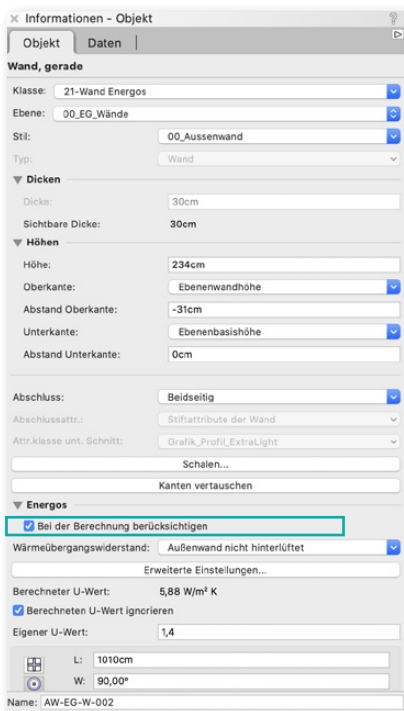 Informationen - Objekt
Objekt Daten
Wand, gerade
Klasse: 21-Wand Energos
Ebene: 00_EG_Wände
Stil: 00_Aussenwand
Typ: Wand
Dicken
Dicke: 30cm
Sichtbare Dicke: 30cm
Höhen
Höhe: 234cm
Oberkante: Ebenenwandhöhe
Abstand Oberkante: -31cm
Unterkante: Ebenenbasishöhe
Abstand Unterkante: 0cm
Abschluss: Beidseitig
Abschlussattr.: Stiftattribute der Wand
Attr.klasse unt. Schnitt: Grafik_Profil_ExtraLight
Schalen...
Kanten vertauschen
Energos
Bei der Berechnung berücksichtigen
Wärmeübergangswiderstand: Außenwand nicht hinterlüftet
Erweiterte Einstellungen...
Berechneter U-Wert: 5,88 W/m² K
Berechneten U-Wert ignorieren
Eigener U-Wert: 1,4
L: 1010cm
W: 90,00°
Name: AW-EG-W-002